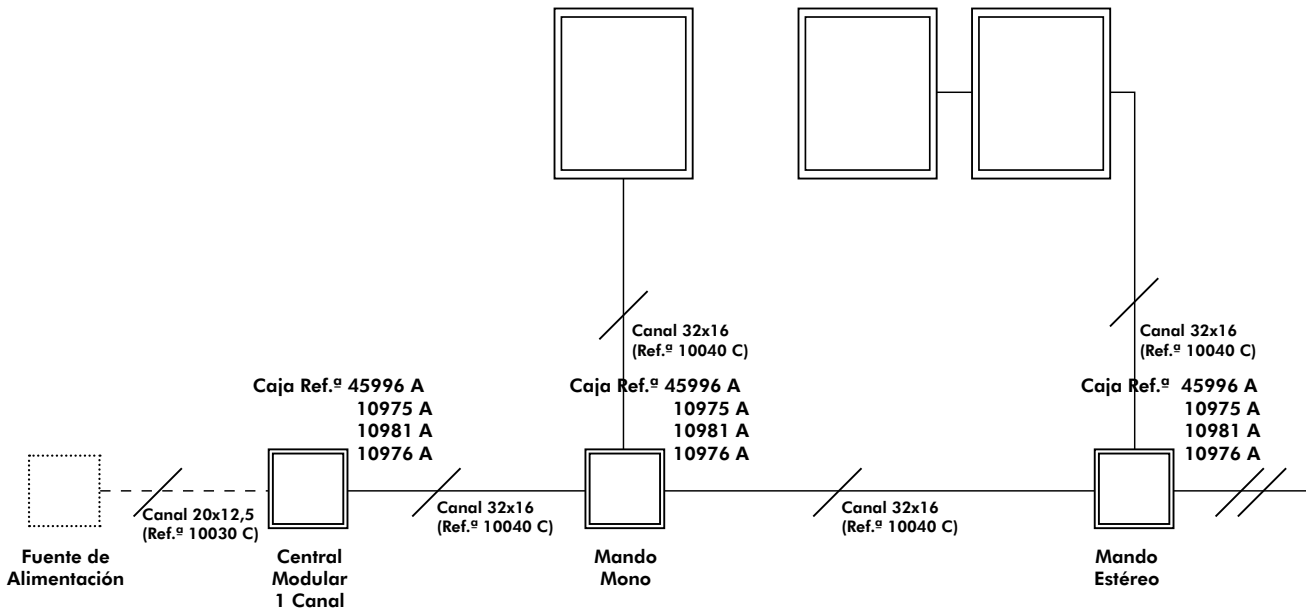 Canal 32x16
(Ref.ª 10040 C)
Canal 32x16
(Ref.ª 10040 C)
Caja Ref.ª 45996 A
10975 A
10981 A
10976 A
Caja Ref.ª 45996 A
10975 A
10981 A
10976 A
Caja Ref.ª 45996 A
10975 A
10981 A
10976 A
Canal 20x12,5
(Ref.ª 10030 C)
Canal 32x16
(Ref.ª 10040 C)
Canal 32x16
(Ref.ª 10040 C)
Fuente de
Alimentación
Central
Modular
1 Canal
Mando
Mono
Mando
Estéreo